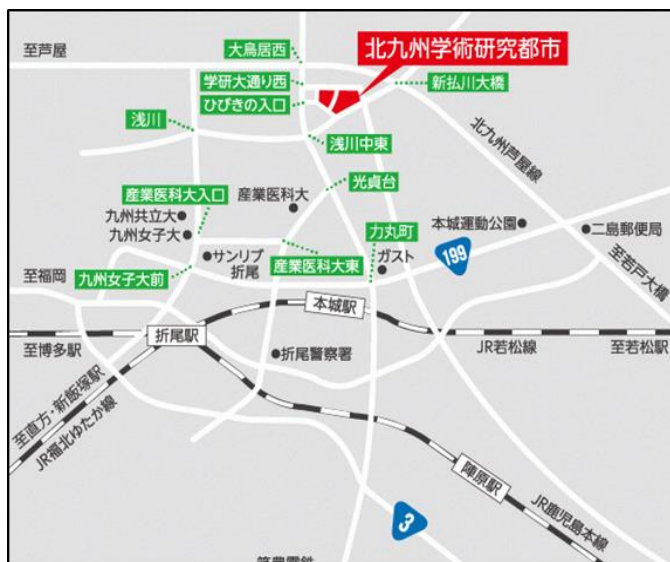 至芦屋
大鳥居西
北九州学術研究都市
学研大通り西
新払川大橋
ひびきの入口
浅川
浅川中東
北九州芦屋線
光貞台
産業医科大入口
産業医科大
九州共立大
九州女子大
力丸町
本城運動公園
二島郵便局
サンリブ
折尾
産業医科大東
ガスト
199
至若戸大橋
至福岡
九州女子大前
本城駅
折尾駅
至博多駅
折尾警察署
JR若松線
至若松駅
至直方・新飯塚駅
JR福北ゆたか線
陣原駅
JR鹿児島本線
3
筑豊電鉄